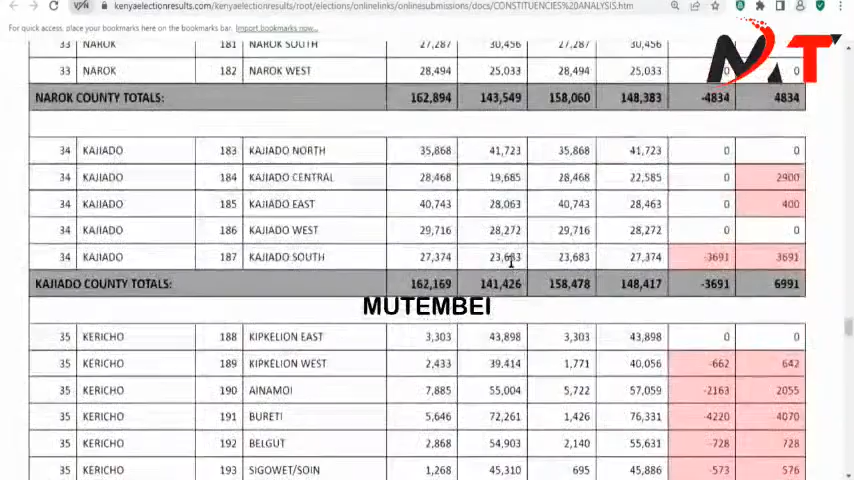 kenyaelectionresults.com/kenyaelectionresults/root/elections/onlinelinks/onlinesubmissions/docs/CONSTITUENCIES%20ANALYSIS.htm
For quick access, place your bookmarks here on the bookmarks bar. Import bookmarks now...
MT
33 NAROK 181 NAROK SOUTH 27,287 30,456 27,287 30,456
33 NAROK 182 NAROK WEST 28,494 25,033 28,494 25,033 0 0
NAROK COUNTY TOTALS: 162,894 143,549 158,060 148,383 -4834 4834
34 KAJIADO 183 KAJIADO NORTH 35,868 41,723 35,868 41,723 0 0
34 KAJIADO 184 KAJIADO CENTRAL 28,468 19,685 28,468 22,585 0 2900
34 KAJIADO 185 KAJIADO EAST 40,743 28,063 40,743 28,463 0 400
34 KAJIADO 186 KAJIADO WEST 29,716 28,272 29,716 28,272 0 0
34 KAJIADO 187 KAJIADO SOUTH 27,374 23,683 23,683 27,374 -3691 3691
KAJIADO COUNTY TOTALS: 162,169 141,426 158,478 148,417 -3691 6991
MUTEMBEI
35 KERICHO 188 KIPKELION EAST 3,303 43,898 3,303 43,898 0 0
35 KERICHO 189 KIPKELION WEST 2,433 39,414 1,771 40,056 -662 642
35 KERICHO 190 AINAMOI 7,885 55,004 5,722 57,059 -2163 2055
35 KERICHO 191 BURETI 5,646 72,261 1,426 76,331 -4220 4070
35 KERICHO 192 BELGUT 2,868 54,903 2,140 55,631 -728 728
35 KERICHO 193 SIGOWET/SOIN 1,268 45,310 695 45,886 -573 576